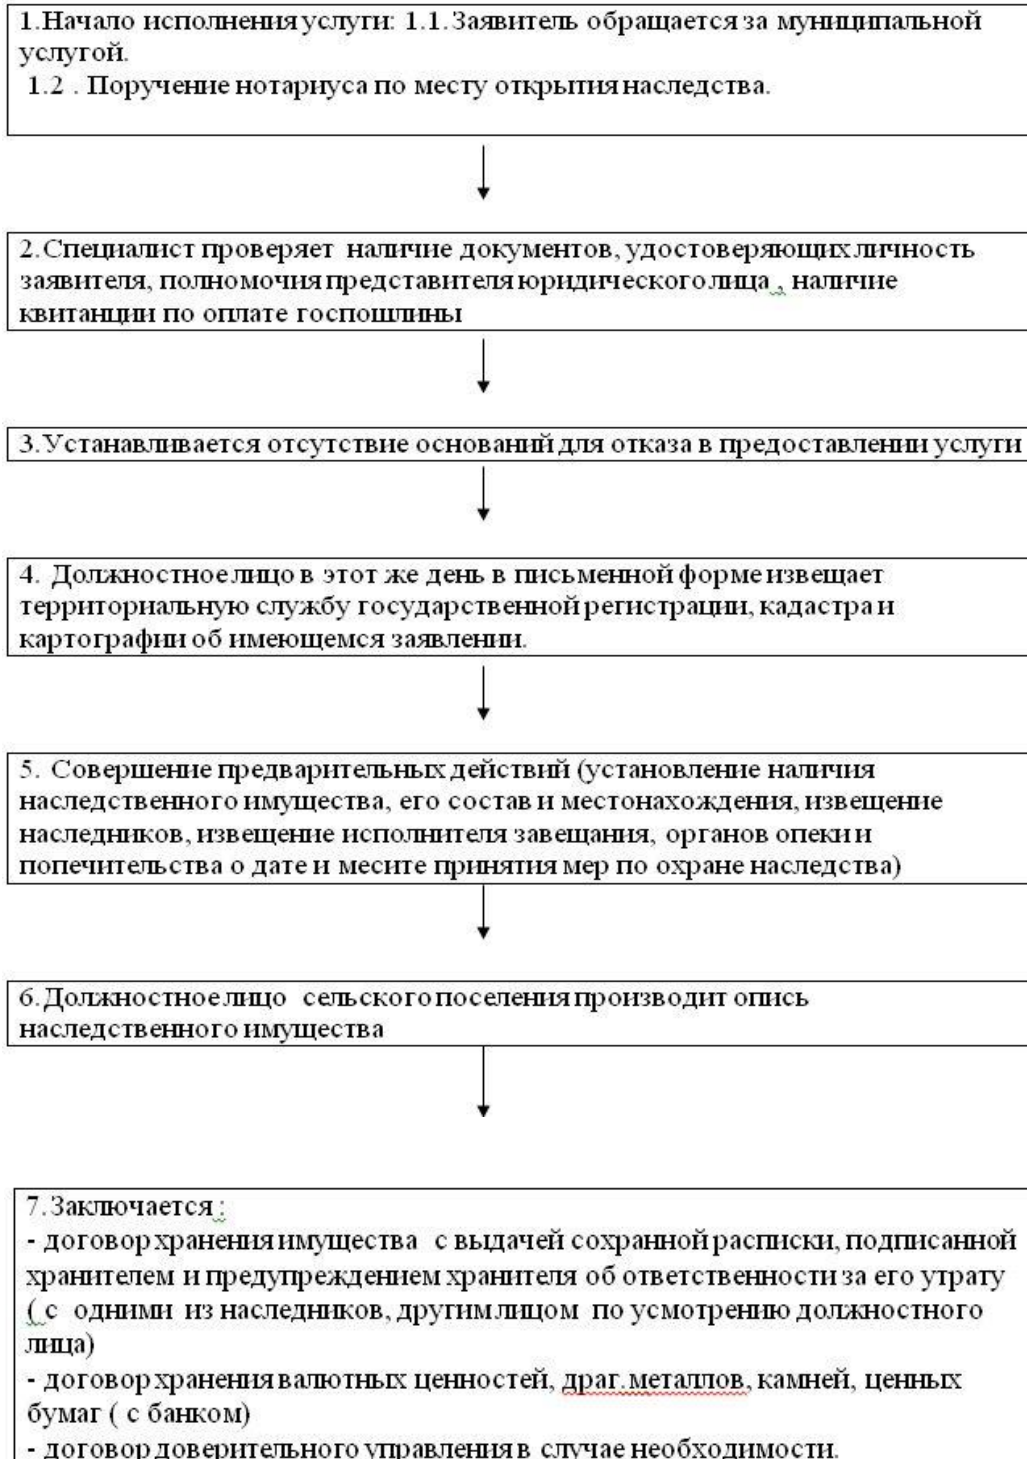 1.Начало исполнения услуги: 1.1.Заявитель обращается за муниципальной
услугой.
1.2 . Поручение нотариуса по месту открытия наследства.
2.Специалист проверяет наличие документов, удостоверяющих личность
заявителя, полномочия представителя юридического лица , наличие
квитанции по оплате госпошлины
3.Устанавливается отсутствие оснований для отказа в предоставлении услуги
4. Должностное лицо в этот же день в письменной форме извещает
территориальную службу государственной регистрации, кадастра и
картографии об имеющемся заявлении.
5. Совершение предварительных действий (установление наличия
наследственного имущества, его состав и местонахождения, извещение
наследников, извещение исполнителя завещания, органов опеки и
попечительства о дате и месите принятия мер по охране наследства)
6.Должностное лицо сельского поселения производит опись
наследственного имущества
7.Заключается :
- договор хранения имущества с выдачей сохранной расписки, подписанной
хранителем и предупреждением хранителя об ответственности за его утрату
( с одними из наследников, другим лицом по усмотрению должностного
лица)
- договор хранения валютных ценностей, драг.металлов, камней, ценных
бумаг ( с банком)
- договор доверительного управления в случае необходимости.